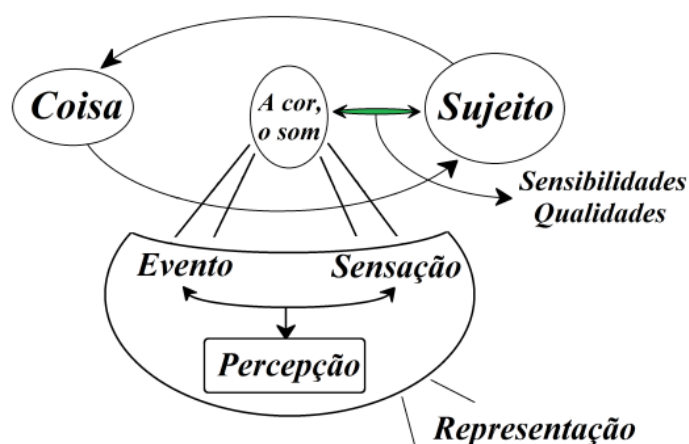 Coisa
A cor,
o som
Sujeito
Sensibilidades
Qualidades
Evento
Sensação
Percepção
Representação